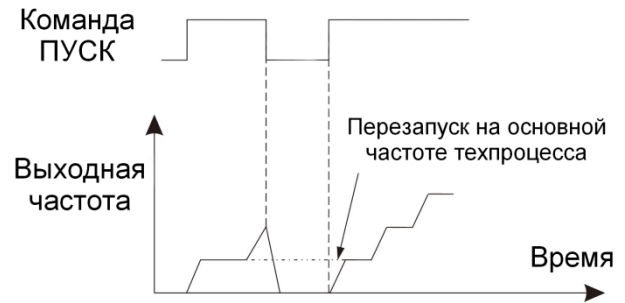 Команда
ПУСК
Перезапуск на основной
частоте техпроцесса
Выходная
частота
Время